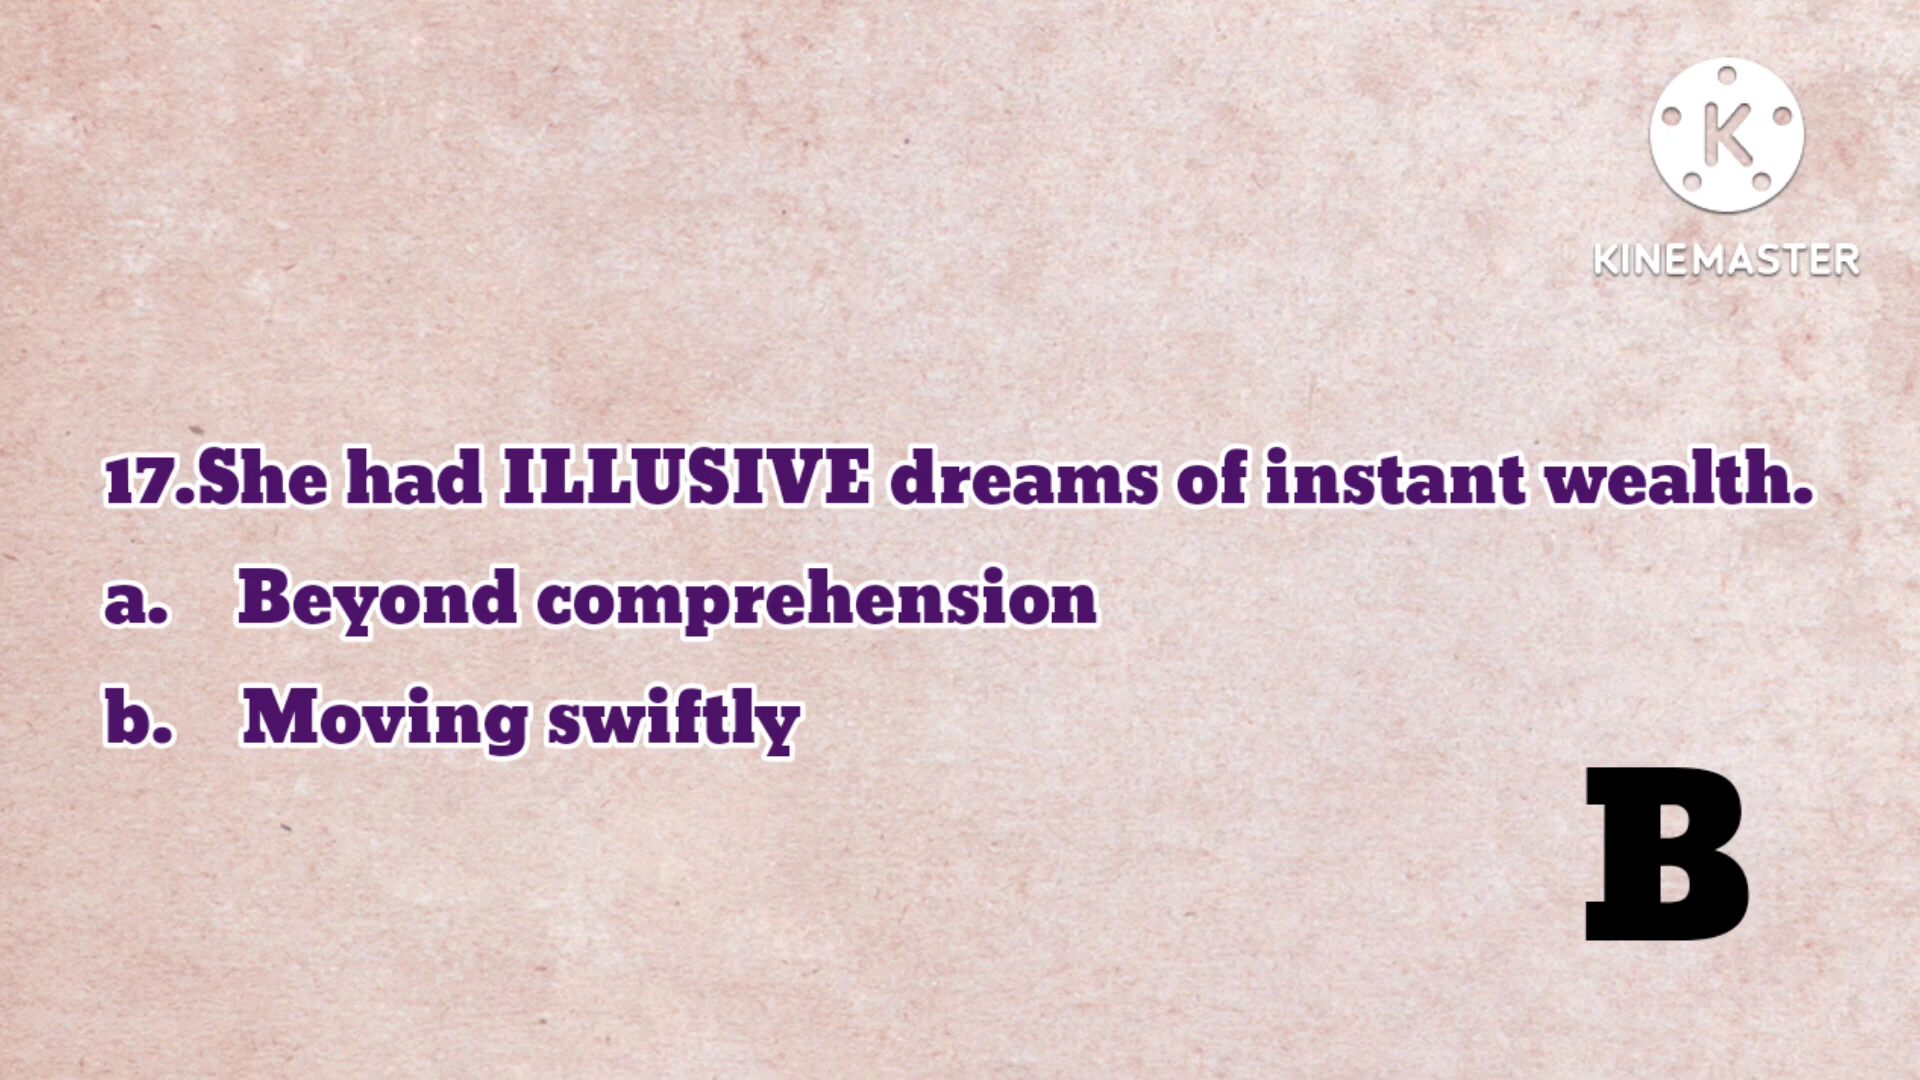 K
KINEMASTER
17.She had ILLUSIVE dreams of instant wealth.
a. Beyond comprehension
b. Moving swiftly
B